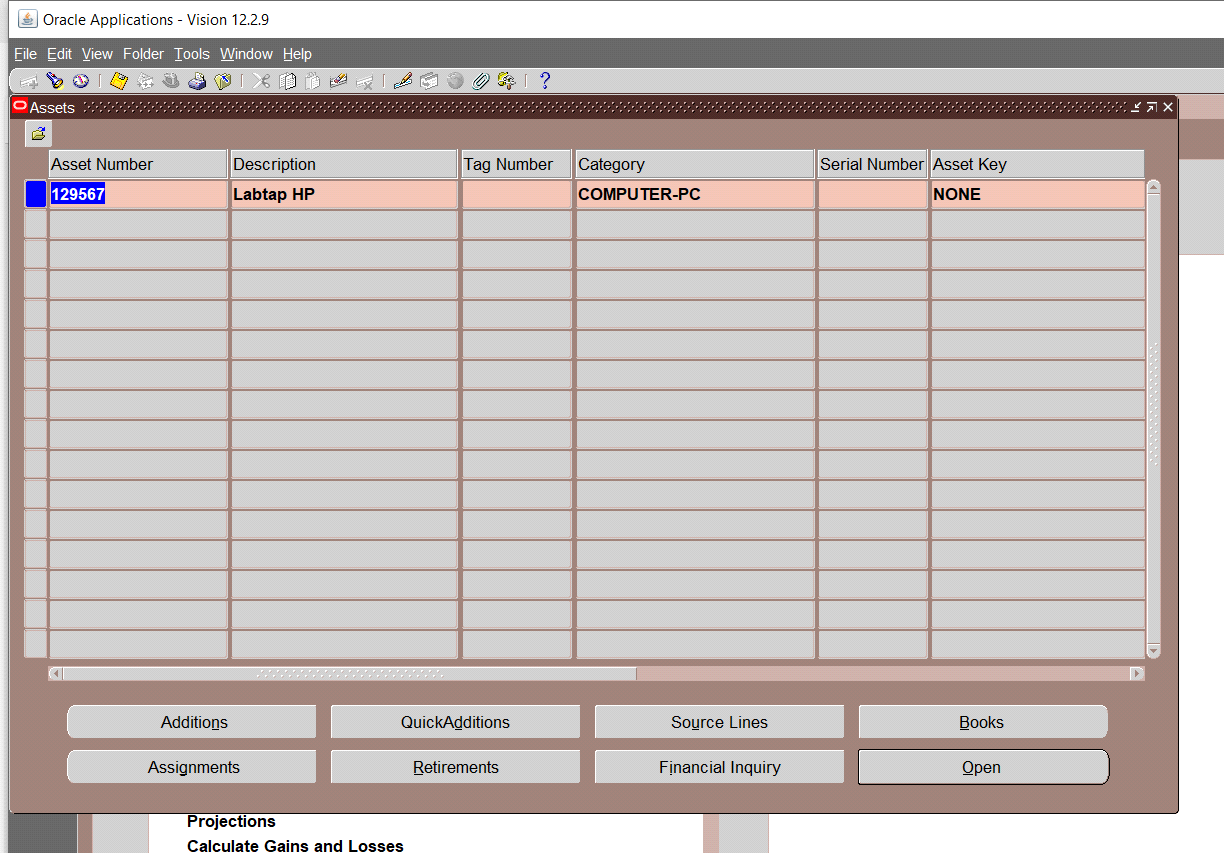 Oracle Applications - Vision 12.2.9
File Edit View Folder Tools Window Help
?
Assets
Asset Number Description Tag Number Category Serial Number Asset Key
129567 Labtap HP COMPUTER-PC NONE
Additions QuickAdditions Source Lines Books
Assignments Retirements Financial Inquiry Open
Projections
Calculate Gains and Losses